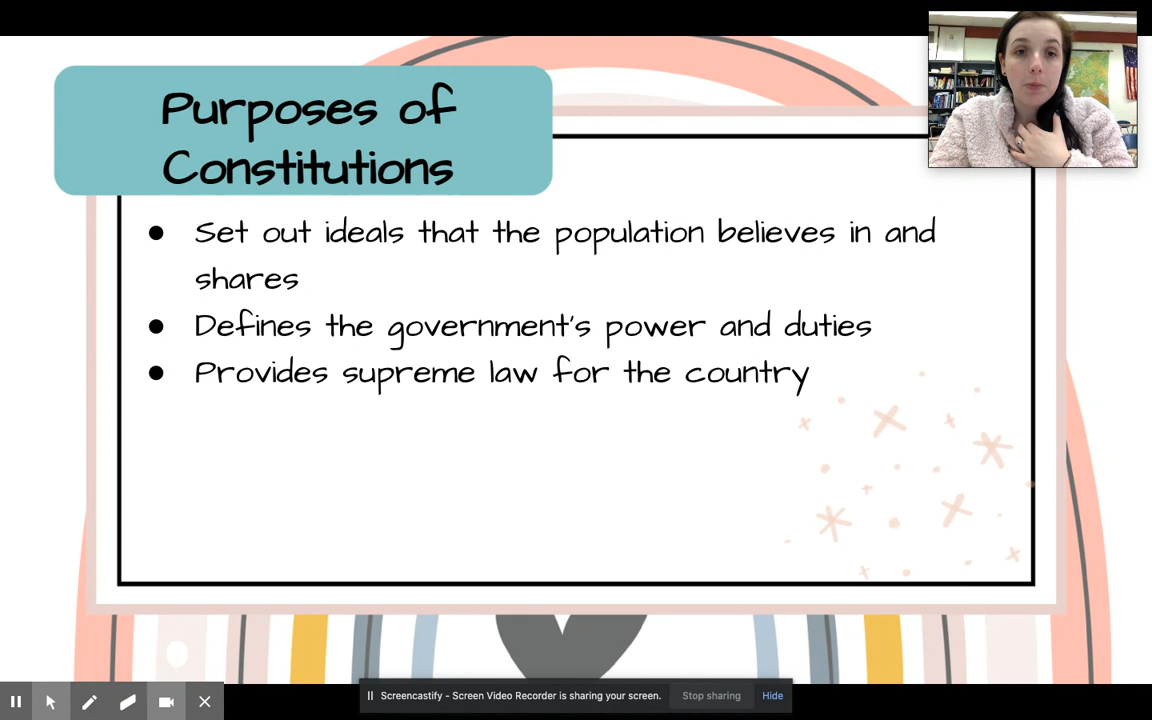 Purposes of
Constitutions
● Set out ideals that the population believes in and
shares
● Defines the government's power and duties
● Provides supreme law for the country
Screencastify - Screen Video Recorder is sharing your screen. Stop sharing Hide